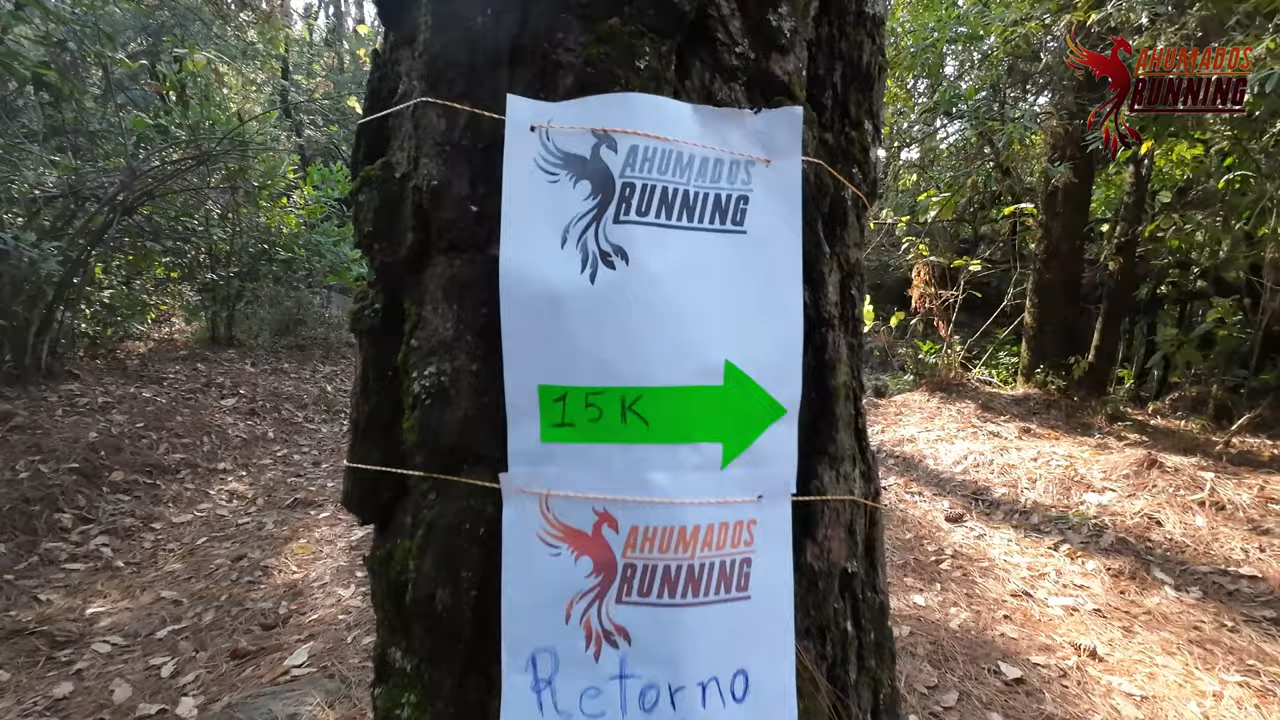 AHUMADOS
RUNNING
AHUMADOS
RUNNING
15K
AHUMADOS
RUNNING
Retorno